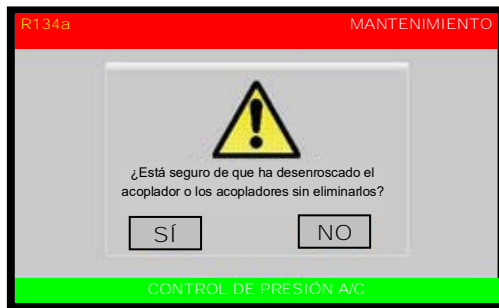 R134a MANTENIMIENTO
¿Está seguro de que ha desenroscado el
acoplador o los acopladores sin eliminarlos?
SÍ NO
CONTROL DE PRESIÓN A/C